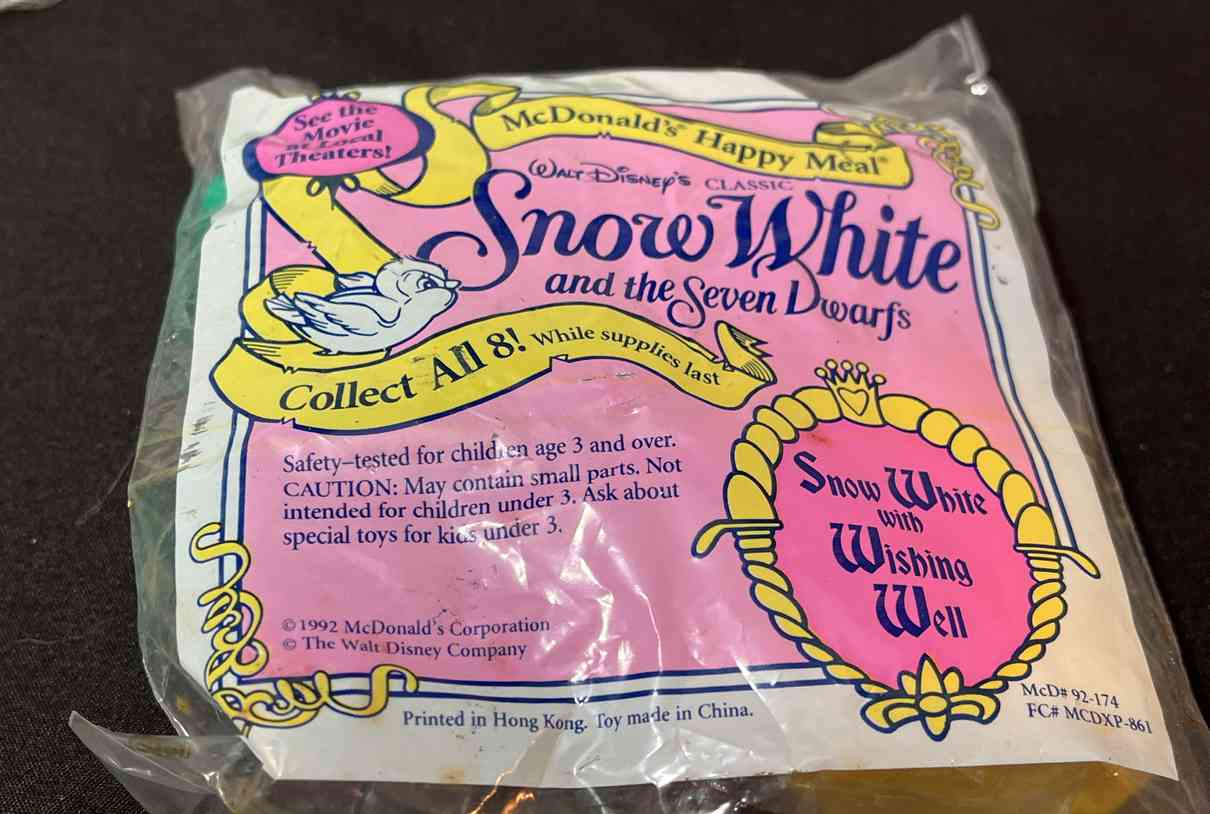 See the
Movie
at Local
Theaters!
McDonald's® Happy Meal®
Walt Disney's CLASSIC
Snow White
and the Seven Dwarfs
Collect All 8! While supplies last
Safety-tested for children age 3 and over.
CAUTION: May contain small parts. Not
intended for children under 3. Ask about
special toys for kids under 3.
Snow White
with
Wishing
Well
©1992 McDonald's Corporation
© The Walt Disney Company
Printed in Hong Kong. Toy made in China.
McD# 92-174
FC# MCDXP-861